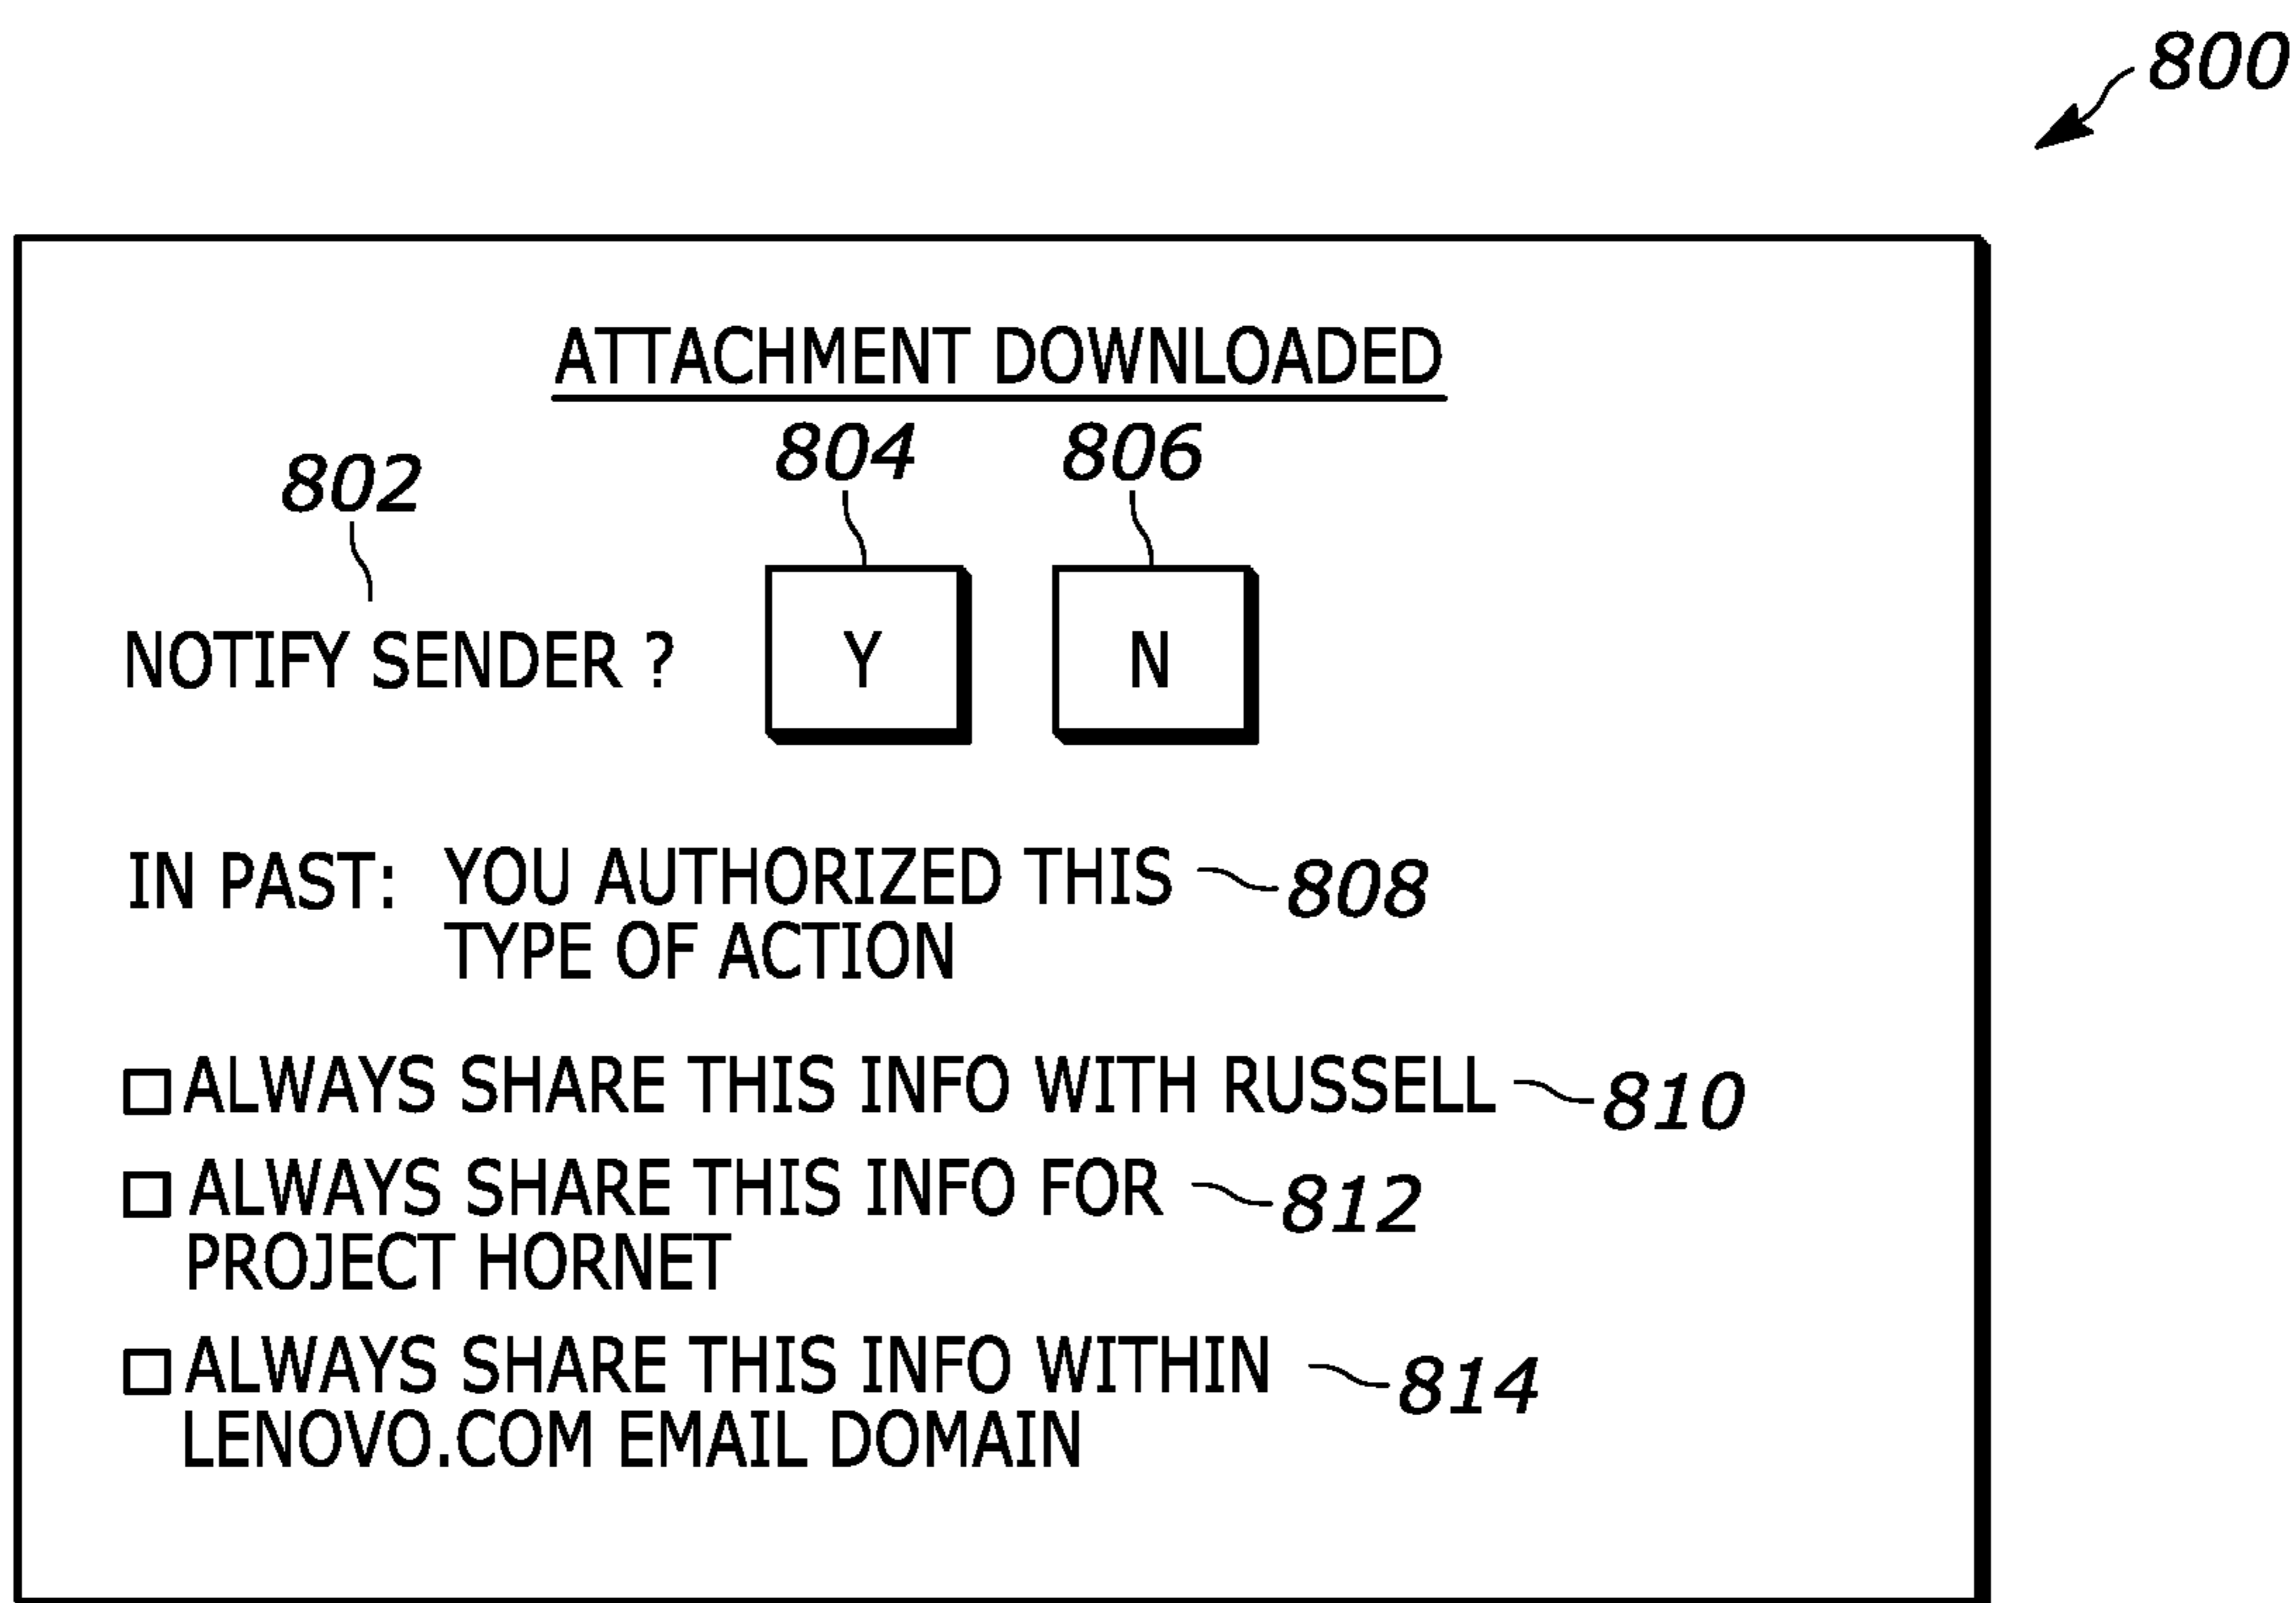 800
ATTACHMENT DOWNLOADED
802 804 806
NOTIFY SENDER ? Y N
IN PAST: YOU AUTHORIZED THIS 808
TYPE OF ACTION
ALWAYS SHARE THIS INFO WITH RUSSELL 810
ALWAYS SHARE THIS INFO FOR 812
PROJECT HORNET
ALWAYS SHARE THIS INFO WITHIN 814
LENOVO.COM EMAIL DOMAIN